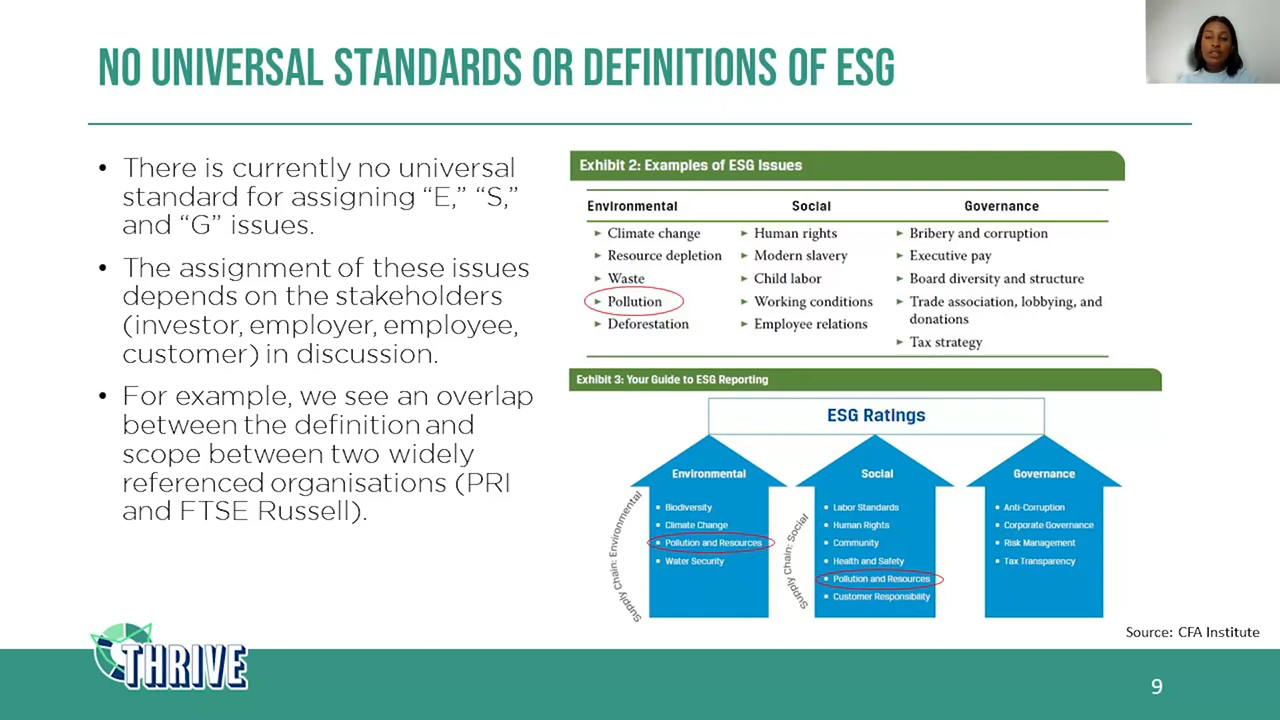 NO UNIVERSAL STANDARDS OR DEFINITIONS OF ESG
• There is currently no universal
standard for assigning “E,” “S,”
and “G” issues.
• The assignment of these issues
depends on the stakeholders
(investor, employer, employee,
customer) in discussion.
• For example, we see an overlap
between the definition and
scope between two widely
referenced organisations (PRI
and FTSE Russell).
Exhibit 2: Examples of ESG Issues
Environmental
Climate change
Resource depletion
Waste
Pollution
Deforestation
Social
Human rights
Modern slavery
Child labor
Working conditions
Employee relations
Governance
Bribery and corruption
Executive pay
Board diversity and structure
Trade association, lobbying, and
donations
Tax strategy
Exhibit 3: Your Guide to ESG Reporting
ESG Ratings
Supply Chain: Environmental
Environmental
• Biodiversity
• Climate Change
• Pollution and Resources
• Water Security
Supply Chain: Social
Social
• Labor Standards
• Human Rights
• Community
• Health and Safety
• Pollution and Resources
• Customer Responsibility
Governance
• Anti-Corruption
• Corporate Governance
• Risk Management
• Tax Transparency
Source: CFA Institute
THRIVE
9